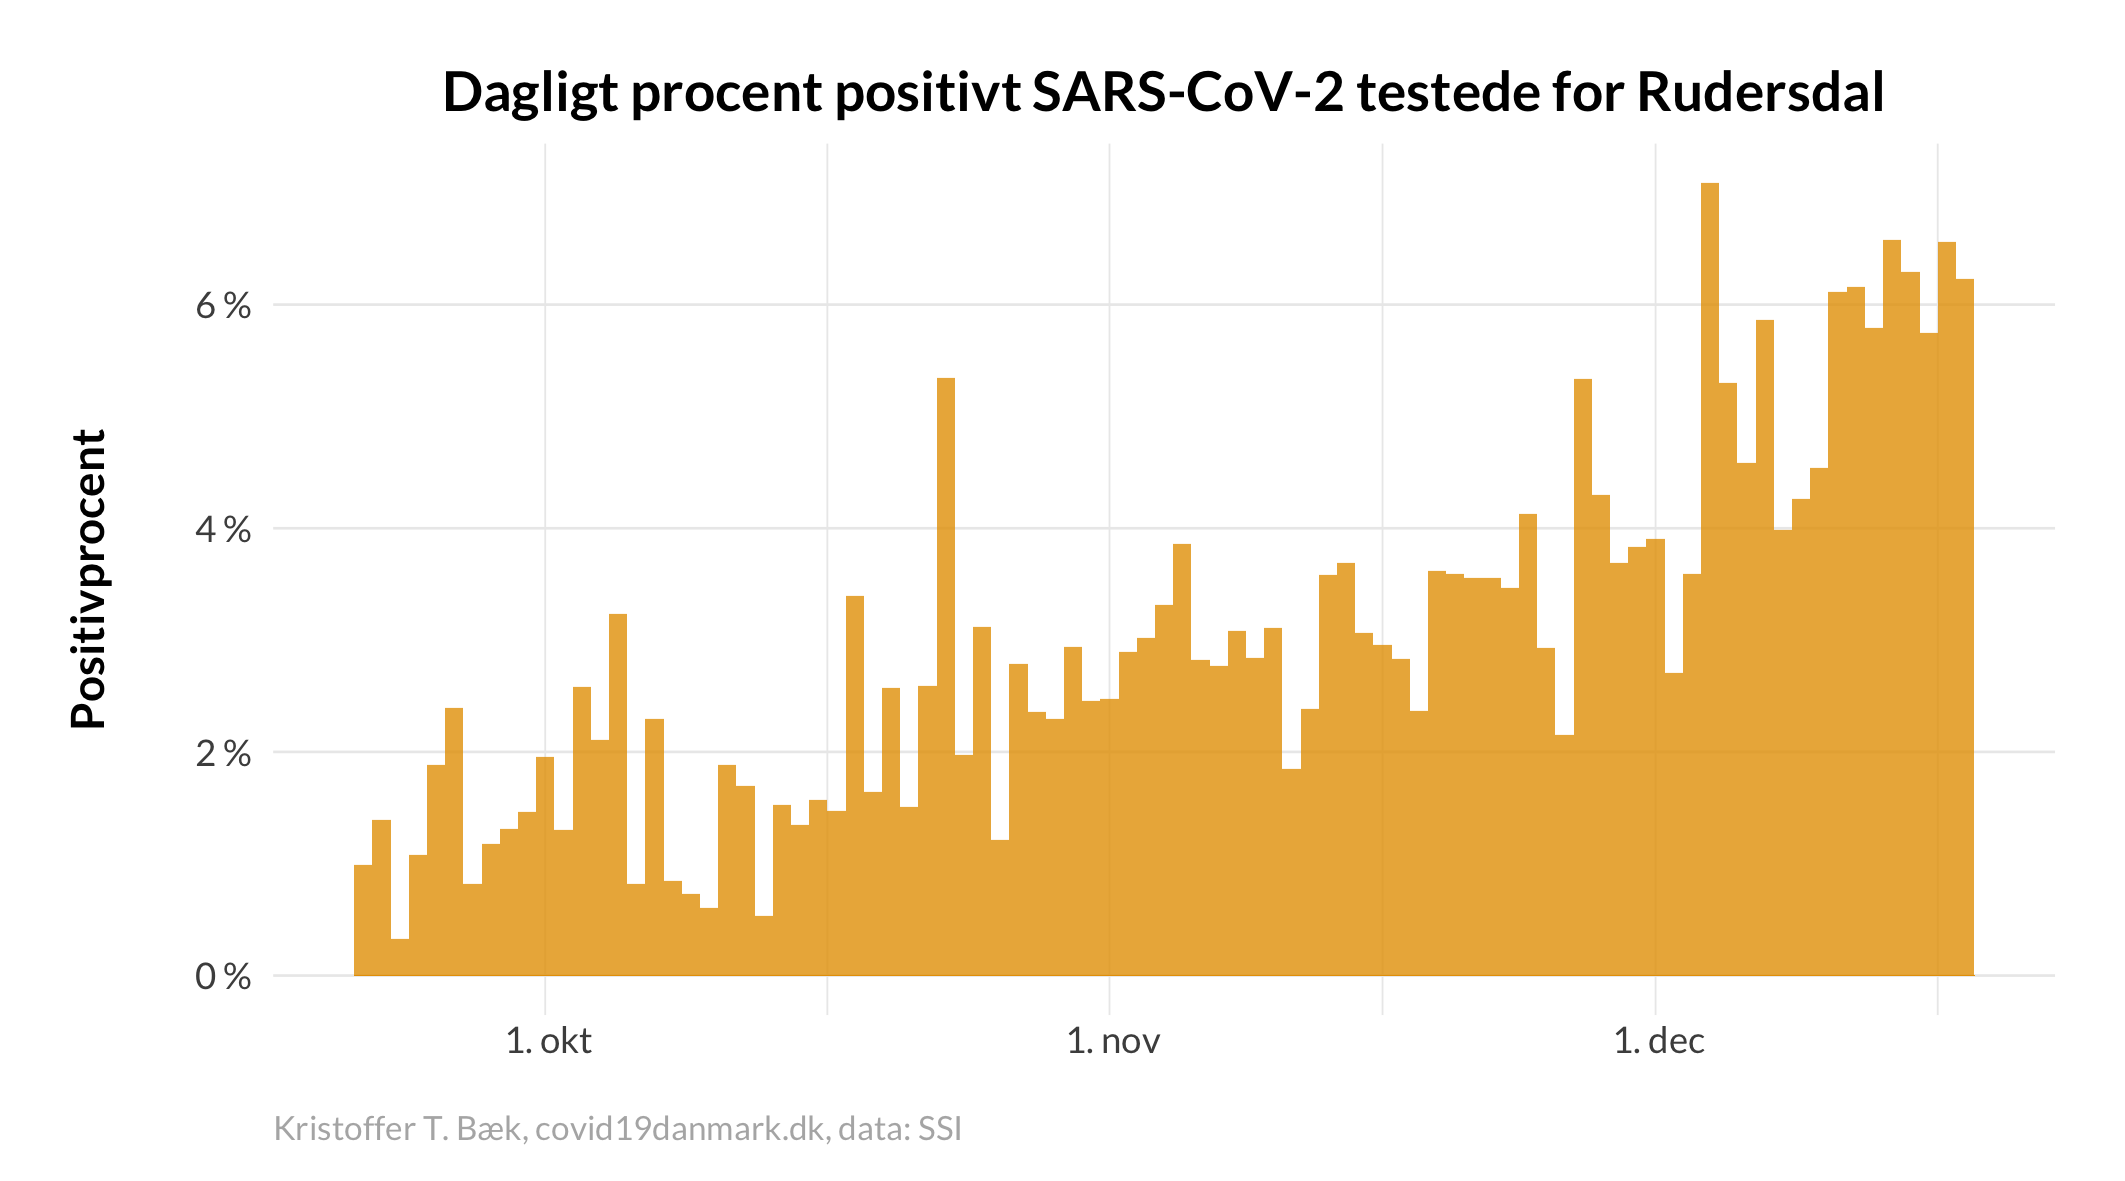 Dagligt procent positivt SARS-CoV-2 testede for Rudersdal
Positivprocent
6 %
4 %
2 %
0 %
1. okt
1. nov
1. dec
Kristoffer T. Bæk, covid19danmark.dk, data: SSI